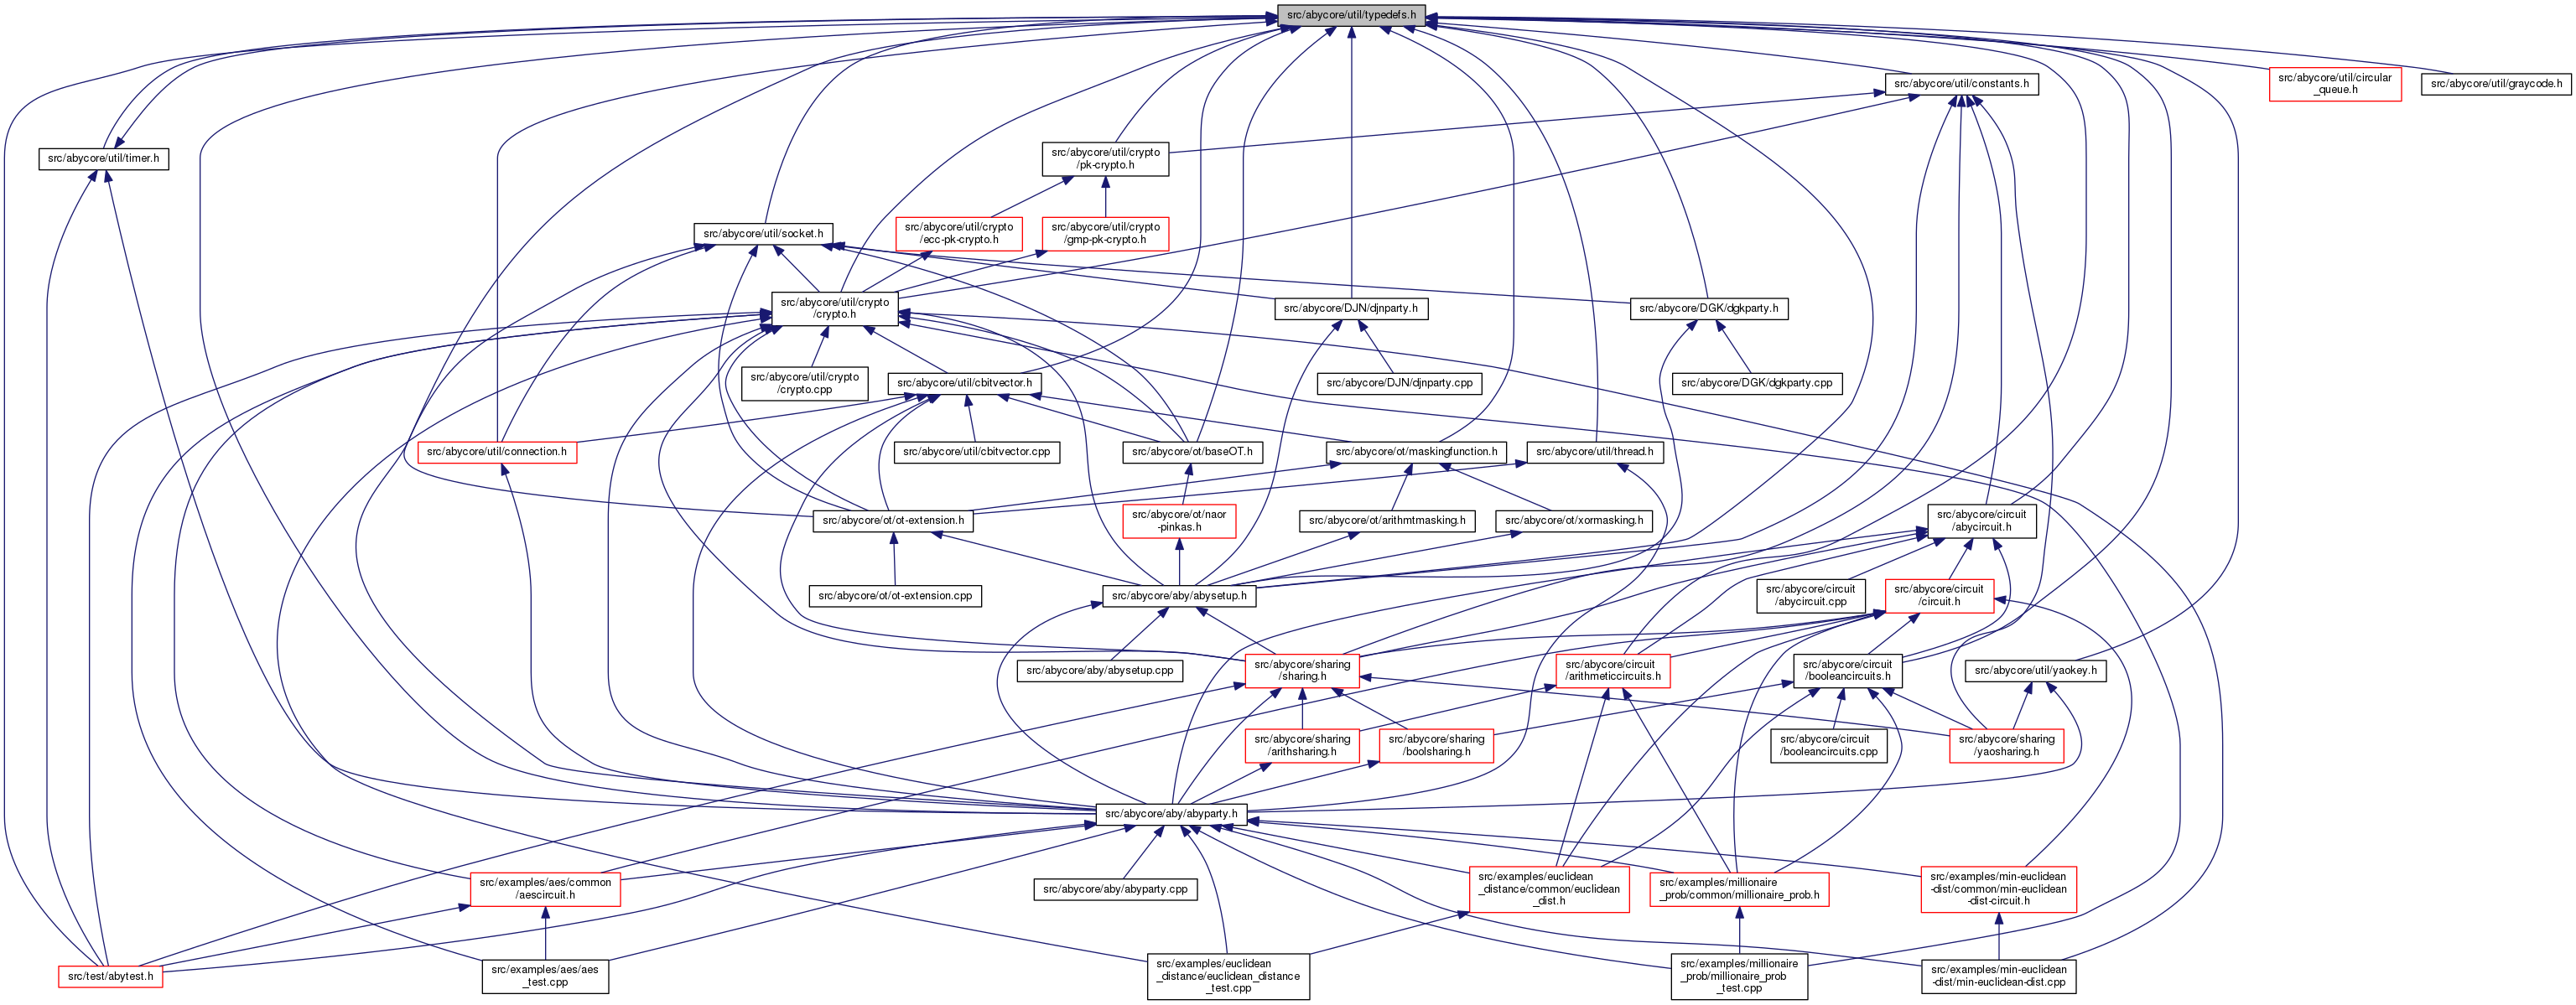 src/abycore/util/typedefs.h
src/abycore/util/constants.h
src/abycore/util/circular
_queue.h
src/abycore/util/graycode.h
src/abycore/util/timer.h
src/abycore/util/crypto
/pk-crypto.h
src/abycore/util/socket.h
src/abycore/util/crypto
/ecc-pk-crypto.h
src/abycore/util/crypto
/gmp-pk-crypto.h
src/abycore/util/crypto
/crypto.h
src/abycore/DJN/djnparty.h
src/abycore/DGK/dgkparty.h
src/abycore/util/crypto
/crypto.cpp
src/abycore/util/cbitvector.h
src/abycore/DJN/djnparty.cpp
src/abycore/DGK/dgkparty.cpp
src/abycore/util/connection.h
src/abycore/util/cbitvector.cpp
src/abycore/ot/baseOT.h
src/abycore/ot/maskingfunction.h
src/abycore/util/thread.h
src/abycore/ot/ot-extension.h
src/abycore/ot/naor
-pinkas.h
src/abycore/ot/arithmtmasking.h
src/abycore/ot/xormasking.h
src/abycore/circuit
/abycircuit.h
src/abycore/ot/ot-extension.cpp
src/abycore/aby/abysetup.h
src/abycore/circuit
/abycircuit.cpp
src/abycore/circuit
/circuit.h
src/abycore/aby/abysetup.cpp
src/abycore/sharing
/sharing.h
src/abycore/circuit
/arithmeticcircuits.h
src/abycore/circuit
/booleancircuits.h
src/abycore/util/yaokey.h
src/abycore/sharing
/arithsharing.h
src/abycore/sharing
/boolsharing.h
src/abycore/circuit
/booleancircuits.cpp
src/abycore/sharing
/yaosharing.h
src/abycore/aby/abyparty.h
src/examples/aes/common
/aescircuit.h
src/abycore/aby/abyparty.cpp
src/examples/euclidean
_distance/common/euclidean
_dist.h
src/examples/millionaire
_prob/common/millionaire_prob.h
src/examples/min-euclidean
-dist/common/min-euclidean
-dist-circuit.h
src/test/abytest.h
src/examples/aes/aes
_test.cpp
src/examples/euclidean
_distance/euclidean_distance
_test.cpp
src/examples/millionaire
_prob/millionaire_prob
_test.cpp
src/examples/min-euclidean
-dist/min-euclidean-dist.cpp